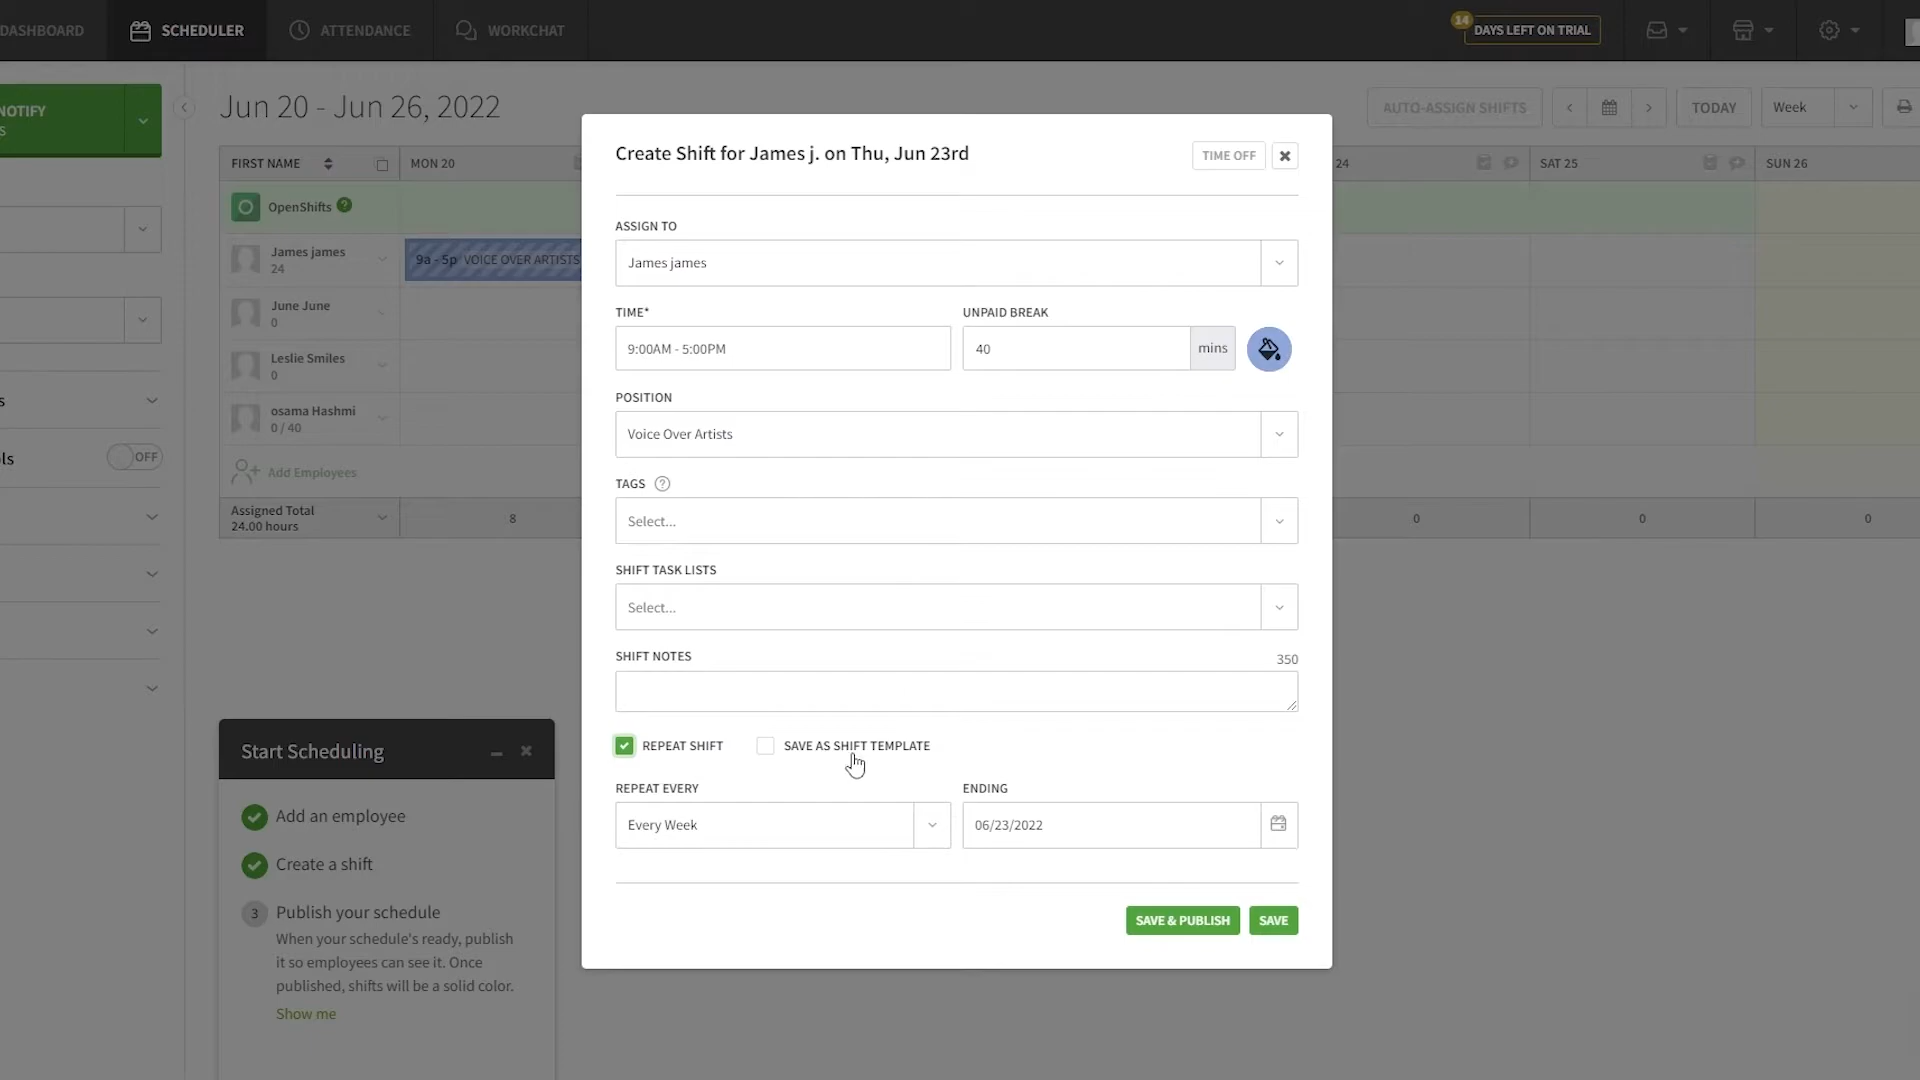 DASHBOARD
SCHEDULER
ATTENDANCE
WORKCHAT
14
DAYS LEFT ON TRIAL
NOTIFY
S
Jun 20 - Jun 26, 2022
AUTO-ASSIGN SHIFTS
TODAY
Week
FIRST NAME
MON 20
24
SAT 25
SUN 26
OpenShifts ?
James james
24
9a - 5p VOICE OVER ARTISTS
June June
0
Leslie Smiles
0
osama Hashmi
0 / 40
Add Employees
Assigned Total
24.00 hours
8
0
0
0
s
ls
OFF
Create Shift for James j. on Thu, Jun 23rd
TIME OFF
ASSIGN TO
James james
TIME*
UNPAID BREAK
9:00AM - 5:00PM
40
mins
POSITION
Voice Over Artists
TAGS ?
Select...
SHIFT TASK LISTS
Select...
SHIFT NOTES
350
REPEAT SHIFT
SAVE AS SHIFT TEMPLATE
REPEAT EVERY
ENDING
Every Week
06/23/2022
SAVE & PUBLISH
SAVE
Start Scheduling
Add an employee
Create a shift
3
Publish your schedule
When your schedule's ready, publish
it so employees can see it. Once
published, shifts will be a solid color.
Show me